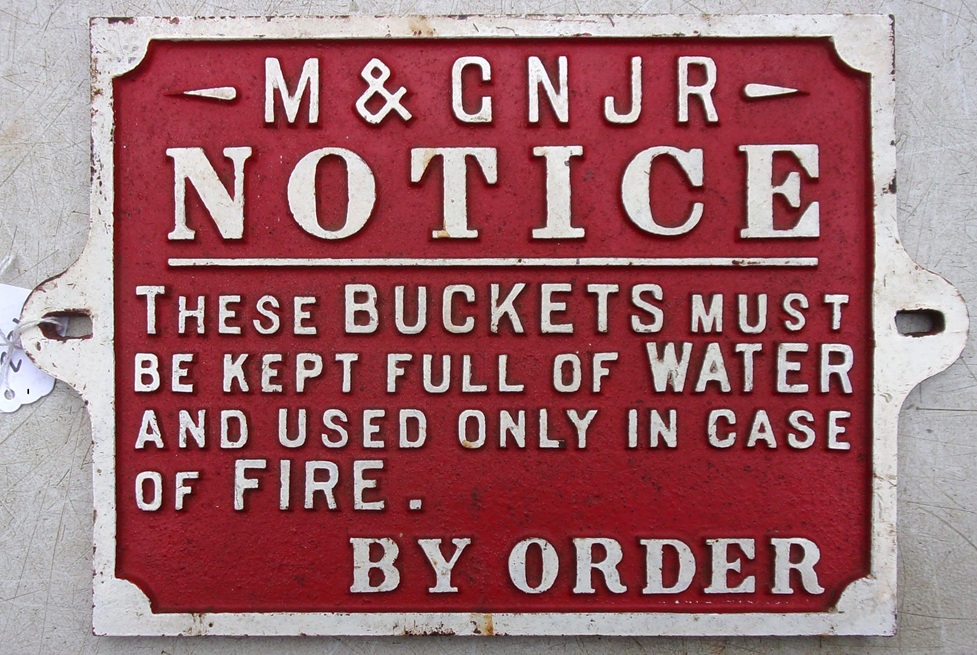 M & G N J R
NOTICE
THESE BUCKETS MUST
BE KEPT FULL OF WATER
AND USED ONLY IN CASE
OF FIRE.
BY ORDER